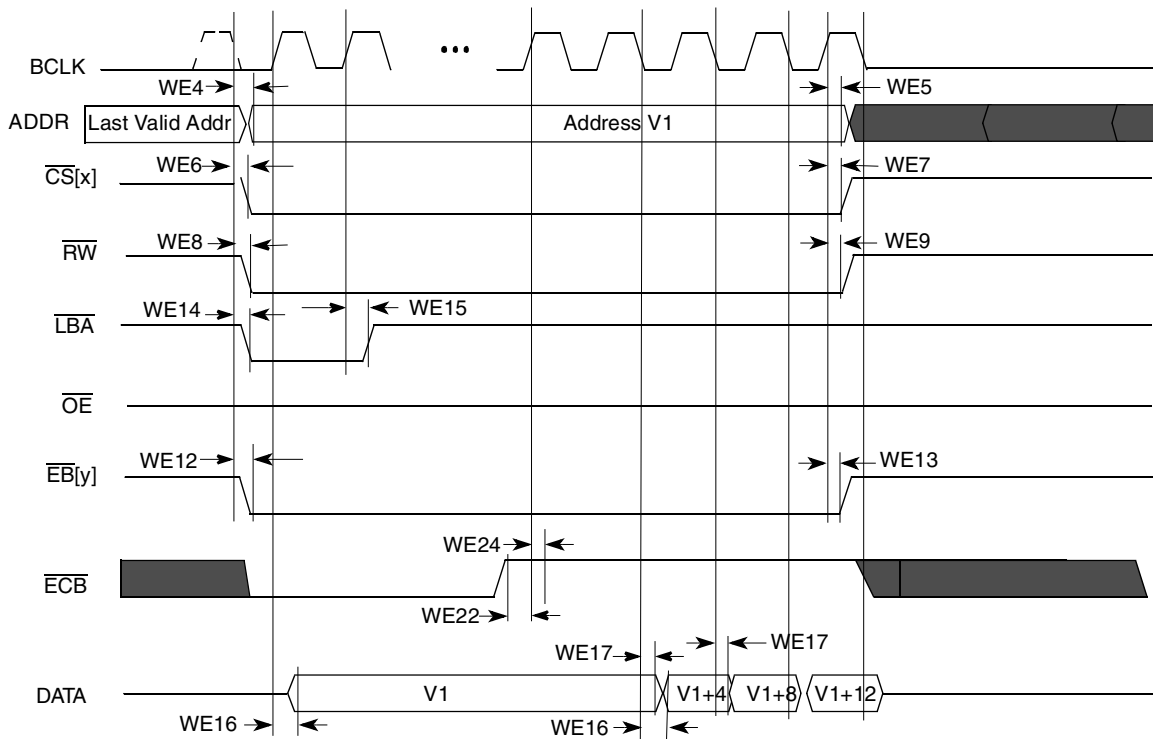 BCLK
WE4
WE5
ADDR
Last Valid Addr
Address V1
WE6
WE7
CS[x]
WE8
WE9
RW
WE14
WE15
LBA
OE
WE12
WE13
EB[y]
WE24
ECB
WE22
WE17
WE17
DATA
V1
V1+4
V1+8
V1+12
WE16
WE16